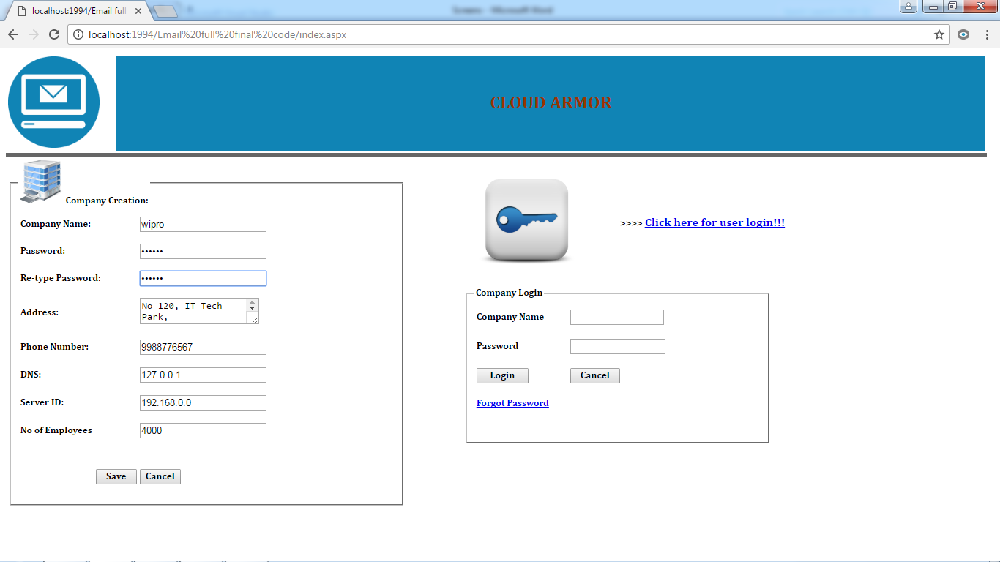 localhost:1994/Email full
Screens - Microsoft Word
localhost:1994/Email%20full%20final%20code/index.aspx
CLOUD ARMOR
Company Creation:
Company Name: wipro
Password: ••••••
Re-type Password: ••••••
Address: No 120, IT Tech
Park,
Phone Number: 9988776567
DNS: 127.0.0.1
Server ID: 192.168.0.0
No of Employees 4000
Save Cancel
>>>> Click here for user login!!!
Company Login
Company Name
Password
Login Cancel
Forgot Password